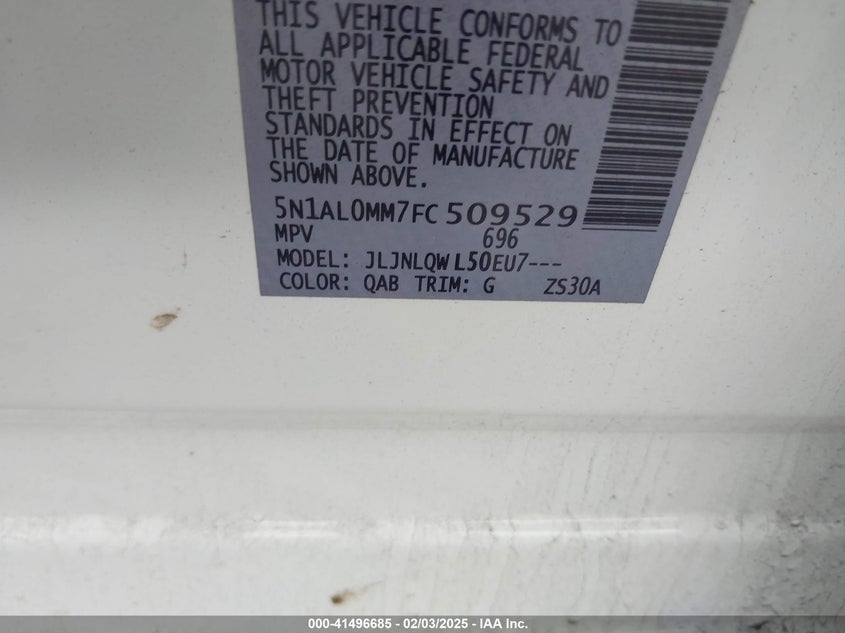 THIS VEHICLE CONFORMS TO
ALL APPLICABLE FEDERAL
MOTOR VEHICLE SAFETY AND
THEFT PREVENTION
STANDARDS IN EFFECT ON
THE DATE OF MANUFACTURE
SHOWN ABOVE.
5N1AL0MM7FC509529
MPV 696
MODEL: JLJNLQWL50EU7---
COLOR: QAB TRIM: G ZS30A
000-41496685 - 02/03/2025 - IAA Inc.